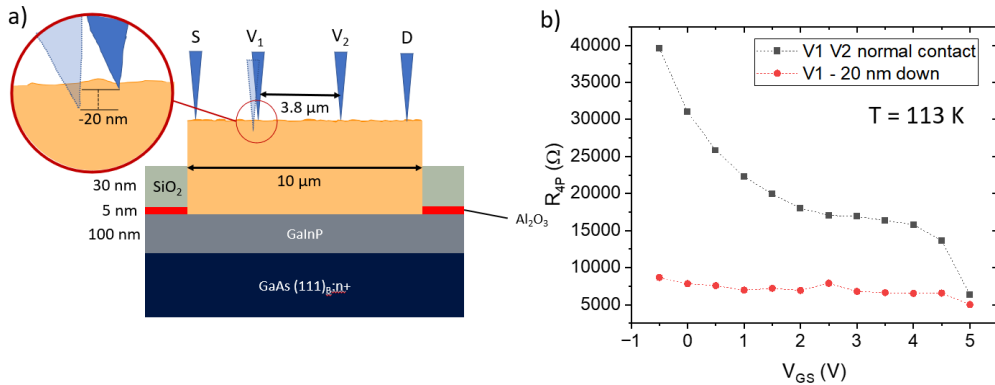 a)
S
V₁
V₂
D
-20 nm
3.8 μm
10 μm
30 nm
SiO₂
5 nm
Al₂O₃
100 nm
GaInP
GaAs (111)B:n+
b)
R4P (Ω)
40000
35000
30000
25000
20000
15000
10000
5000
V1 V2 normal contact
V1 - 20 nm down
T = 113 K
−1
0
1
2
3
4
5
VGS (V)